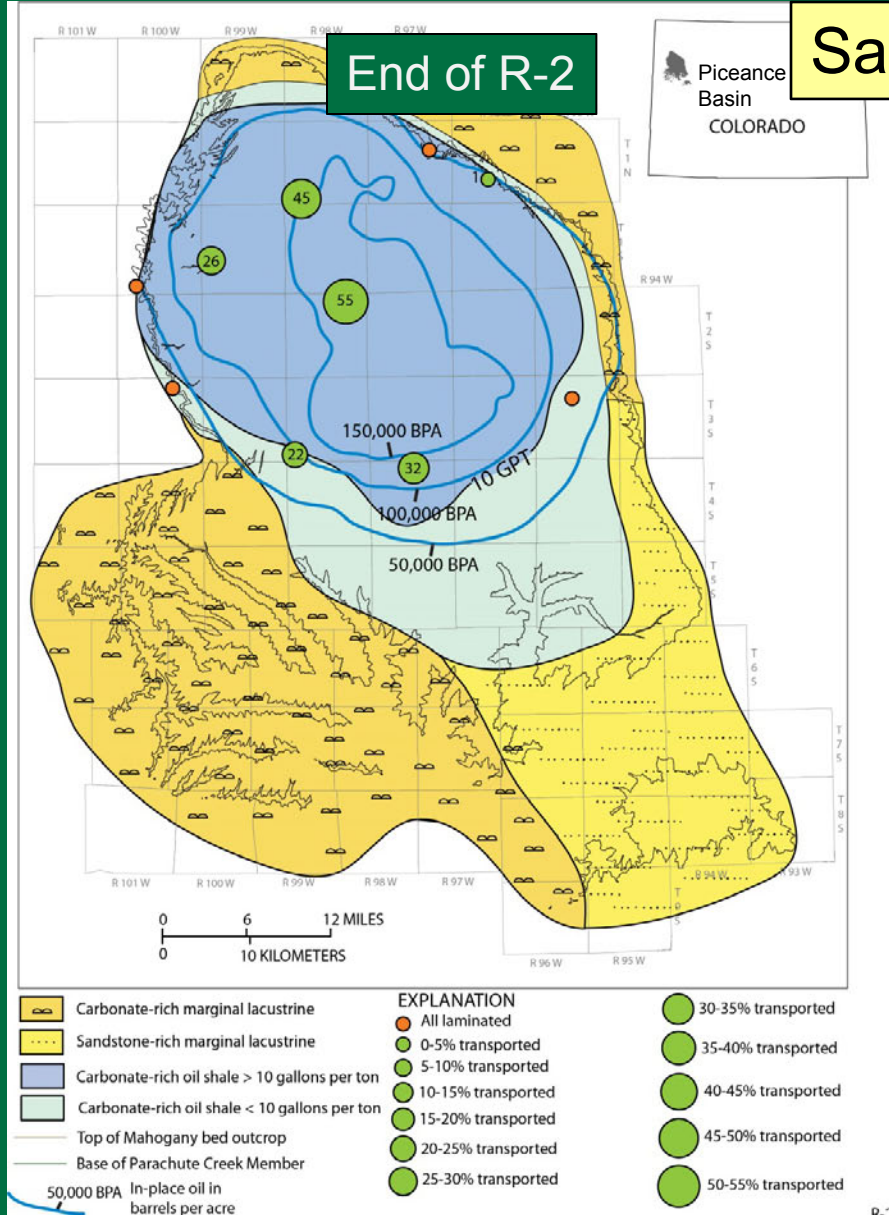 R 101 W R 100 W R 99 W R 98 W R 97 W
End of R-2
Sa
Piceance
Basin
COLORADO
T 1 N
1
45
26
R 94 W
55
T 2 S
T 3 S
150,000 BPA
22
32
10 GPT
100,000 BPA
T 4 S
50,000 BPA
T 5 S
T 6 S
T 7 S
T 8 S
R 101 W R 100 W R 99 W R 98 W R 97 W R 94 W R 93 W
T 9 S
0 6 12 MILES
0 10 KILOMETERS
R 96 W R 95 W
EXPLANATION
Carbonate-rich marginal lacustrine
Sandstone-rich marginal lacustrine
Carbonate-rich oil shale > 10 gallons per ton
Carbonate-rich oil shale < 10 gallons per ton
Top of Mahogany bed outcrop
Base of Parachute Creek Member
50,000 BPA In-place oil in
barrels per acre
All laminated
0-5% transported
5-10% transported
10-15% transported
15-20% transported
20-25% transported
25-30% transported
30-35% transported
35-40% transported
40-45% transported
45-50% transported
50-55% transported